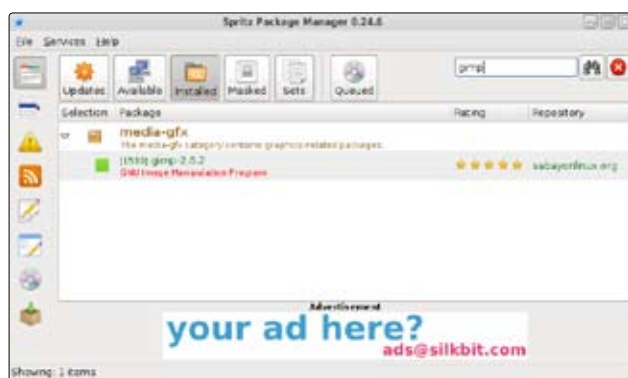 Spritz Package Manager 0.24.6
File Services Help
Updates Available Installed Masked Sets Queued
gimp
Selection Package Rating Repository
media-gfx
The media-gfx category contains graphics-related packages.
gimp-2.6.2 sabayonlinux.org
GNU Image Manipulation Program
Advertisement
your ad here?
ads@silkbit.com
Showing: 1 items